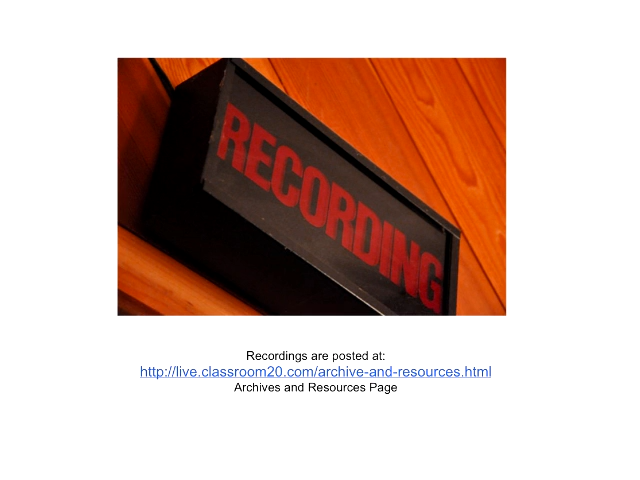 RECORDING
Recordings are posted at:
http://live.classroom20.com/archive-and-resources.html
Archives and Resources Page